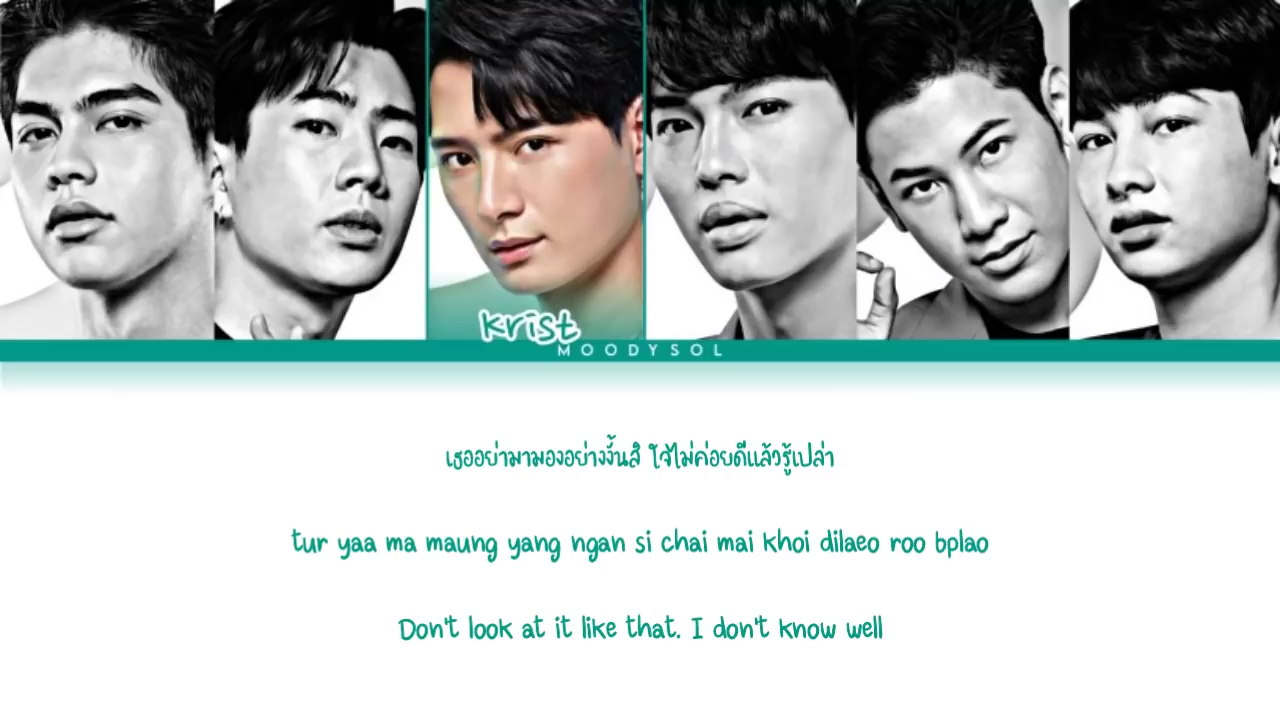 Krist
MOODYSOL
เธออย่ามามองอย่างงั้นสิ ใจไม่ค่อยดีแล้วรู้เปล่า
tur yaa ma maung yang ngan si chai mai khoi dilaeo roo bplao
Don't look at it like that. I don't know well